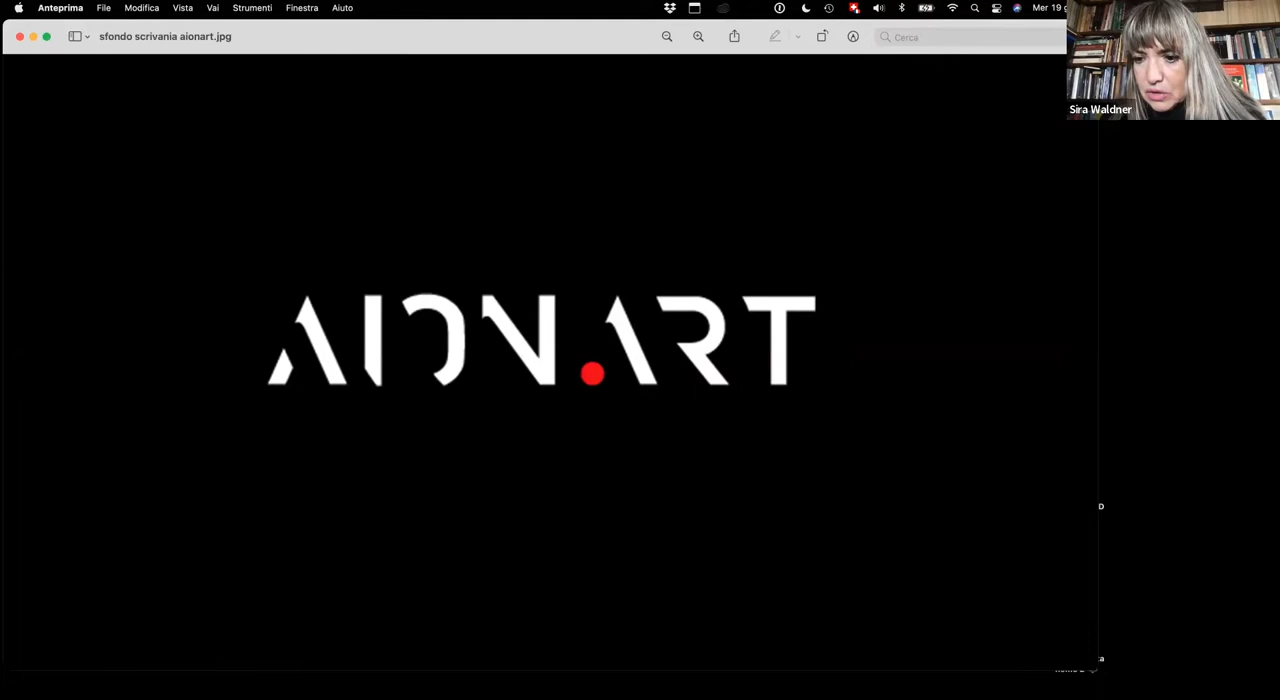 Anteprima File Modifica Vista Vai Strumenti Finestra Aiuto Mer 19 g
sfondo scrivania aionart.jpg Cerca
Sira Waldner
AION.ART
D
ta